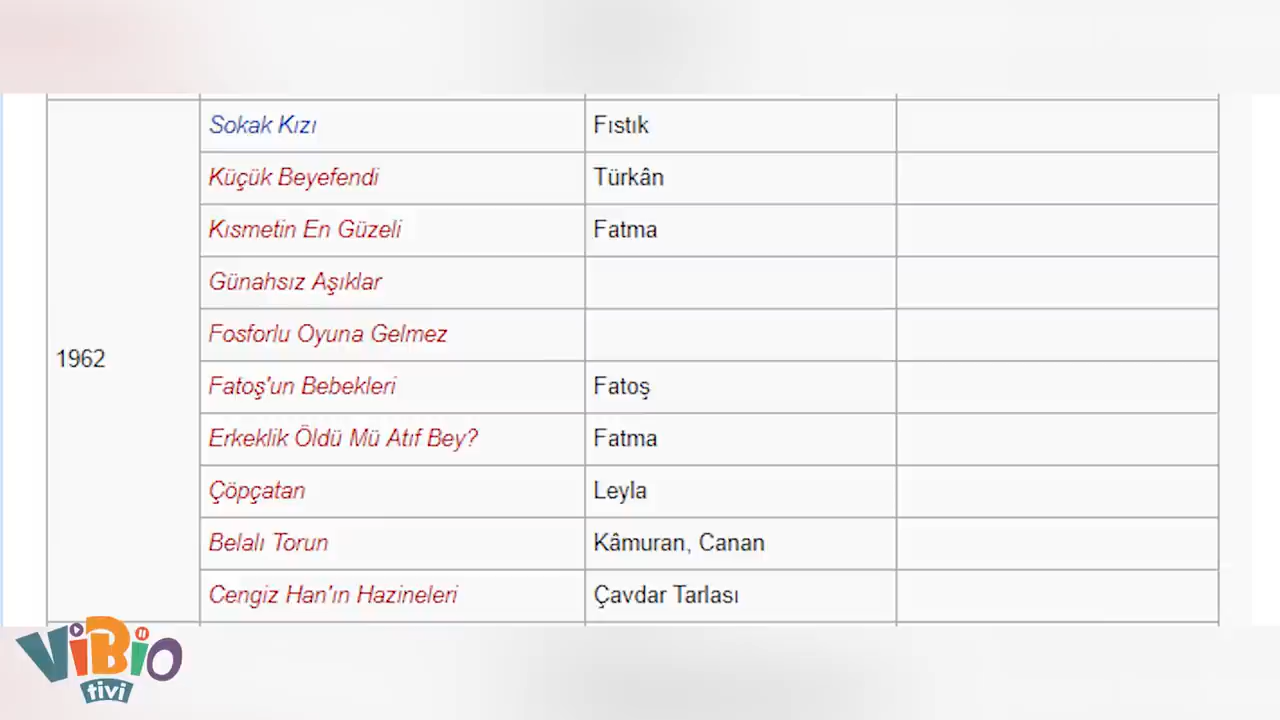 Sokak Kızı Fıstık
Küçük Beyefendi Türkân
Kısmetin En Güzeli Fatma
Günahsız Aşıklar
Fosforlu Oyuna Gelmez
1962
Fatoş'un Bebekleri Fatoş
Erkeklik Öldü Mü Atıf Bey? Fatma
Çöpçatan Leyla
Belalı Torun Kâmuran, Canan
Cengiz Han'ın Hazineleri Çavdar Tarlası
ViBiO
tivi